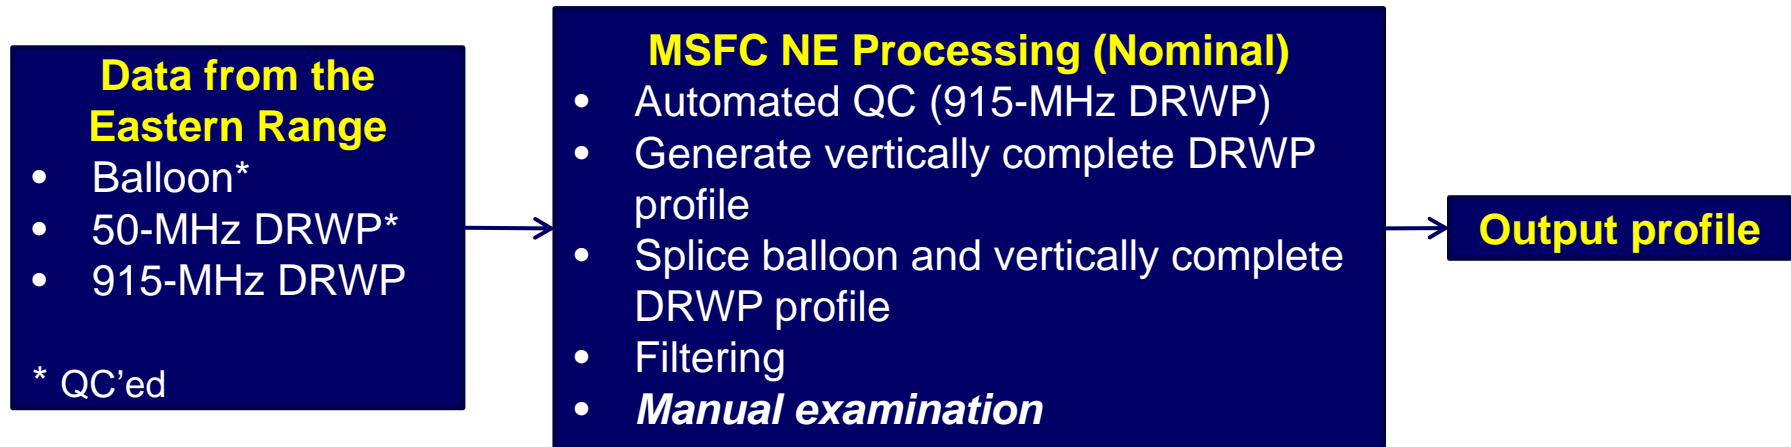 Data from the
Eastern Range
• Balloon*
• 50-MHz DRWP*
• 915-MHz DRWP
* QC’ed
MSFC NE Processing (Nominal)
• Automated QC (915-MHz DRWP)
• Generate vertically complete DRWP
profile
• Splice balloon and vertically complete
DRWP profile
• Filtering
• Manual examination
Output profile